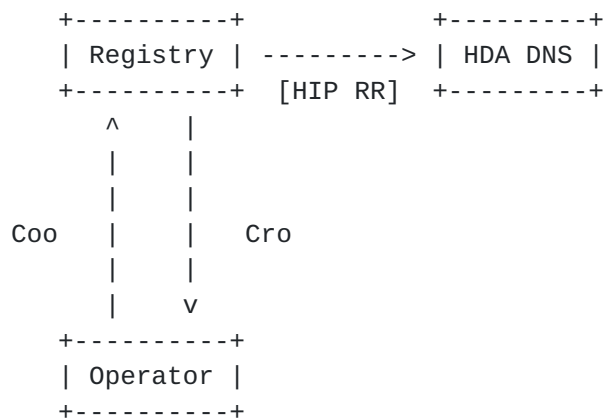 +----------+            +---------+
| Registry | ---------> | HDA DNS |
+----------+  [HIP RR]  +---------+
^    |
|    |
|    |
Coo    |    |    Cro
|    |
|    v
+----------+
| Operator |
+----------+